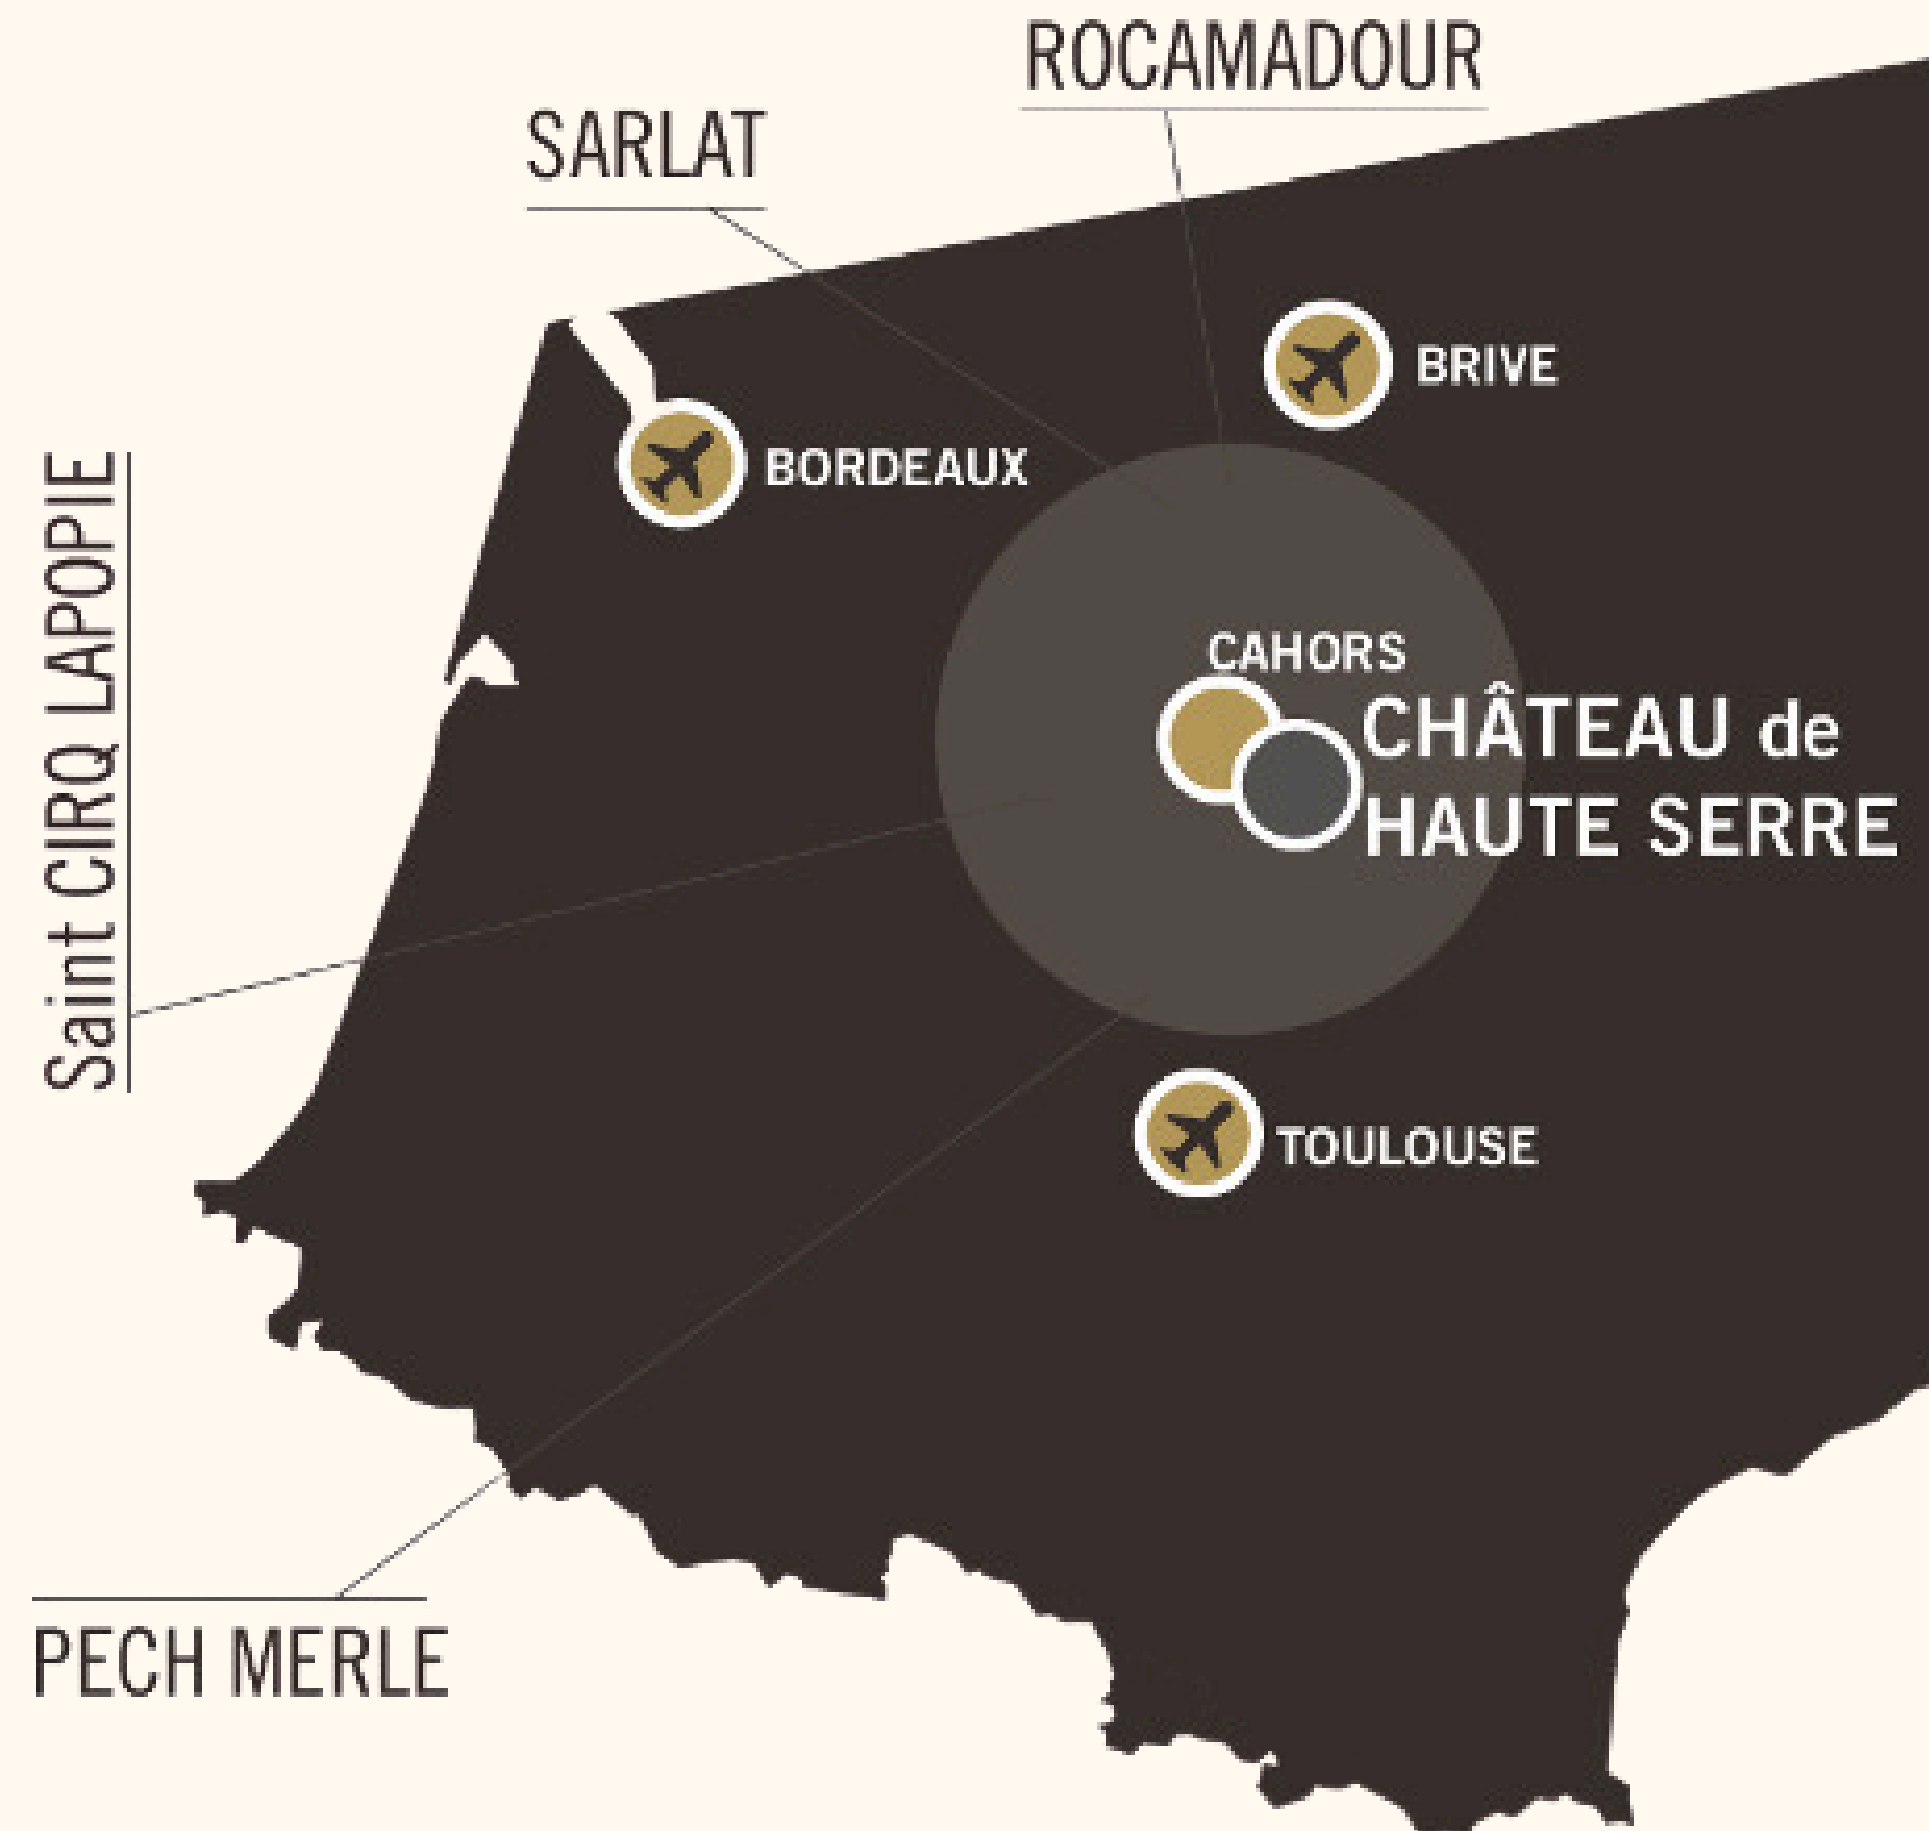 ROCAMADOUR
SARLAT
BRIVE
BORDEAUX
Saint CIRQ LAPOPIE
CAHORS
CHÂTEAU de
HAUTE SERRE
TOULOUSE
PECH MERLE